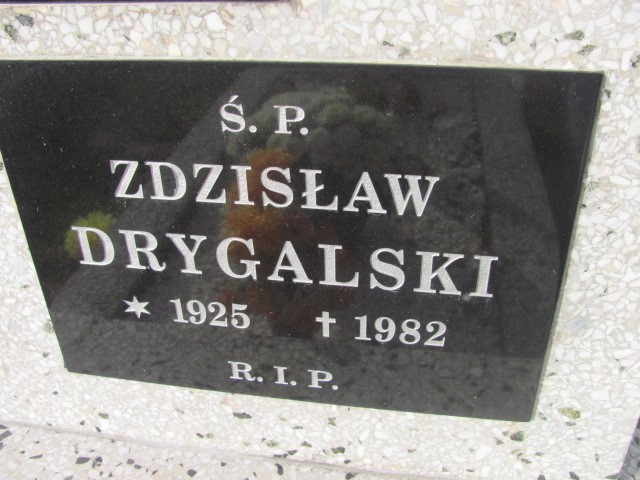 Ś. P.
ZDZISŁAW
DRYGALSKI
* 1925 † 1982
R. I. P.